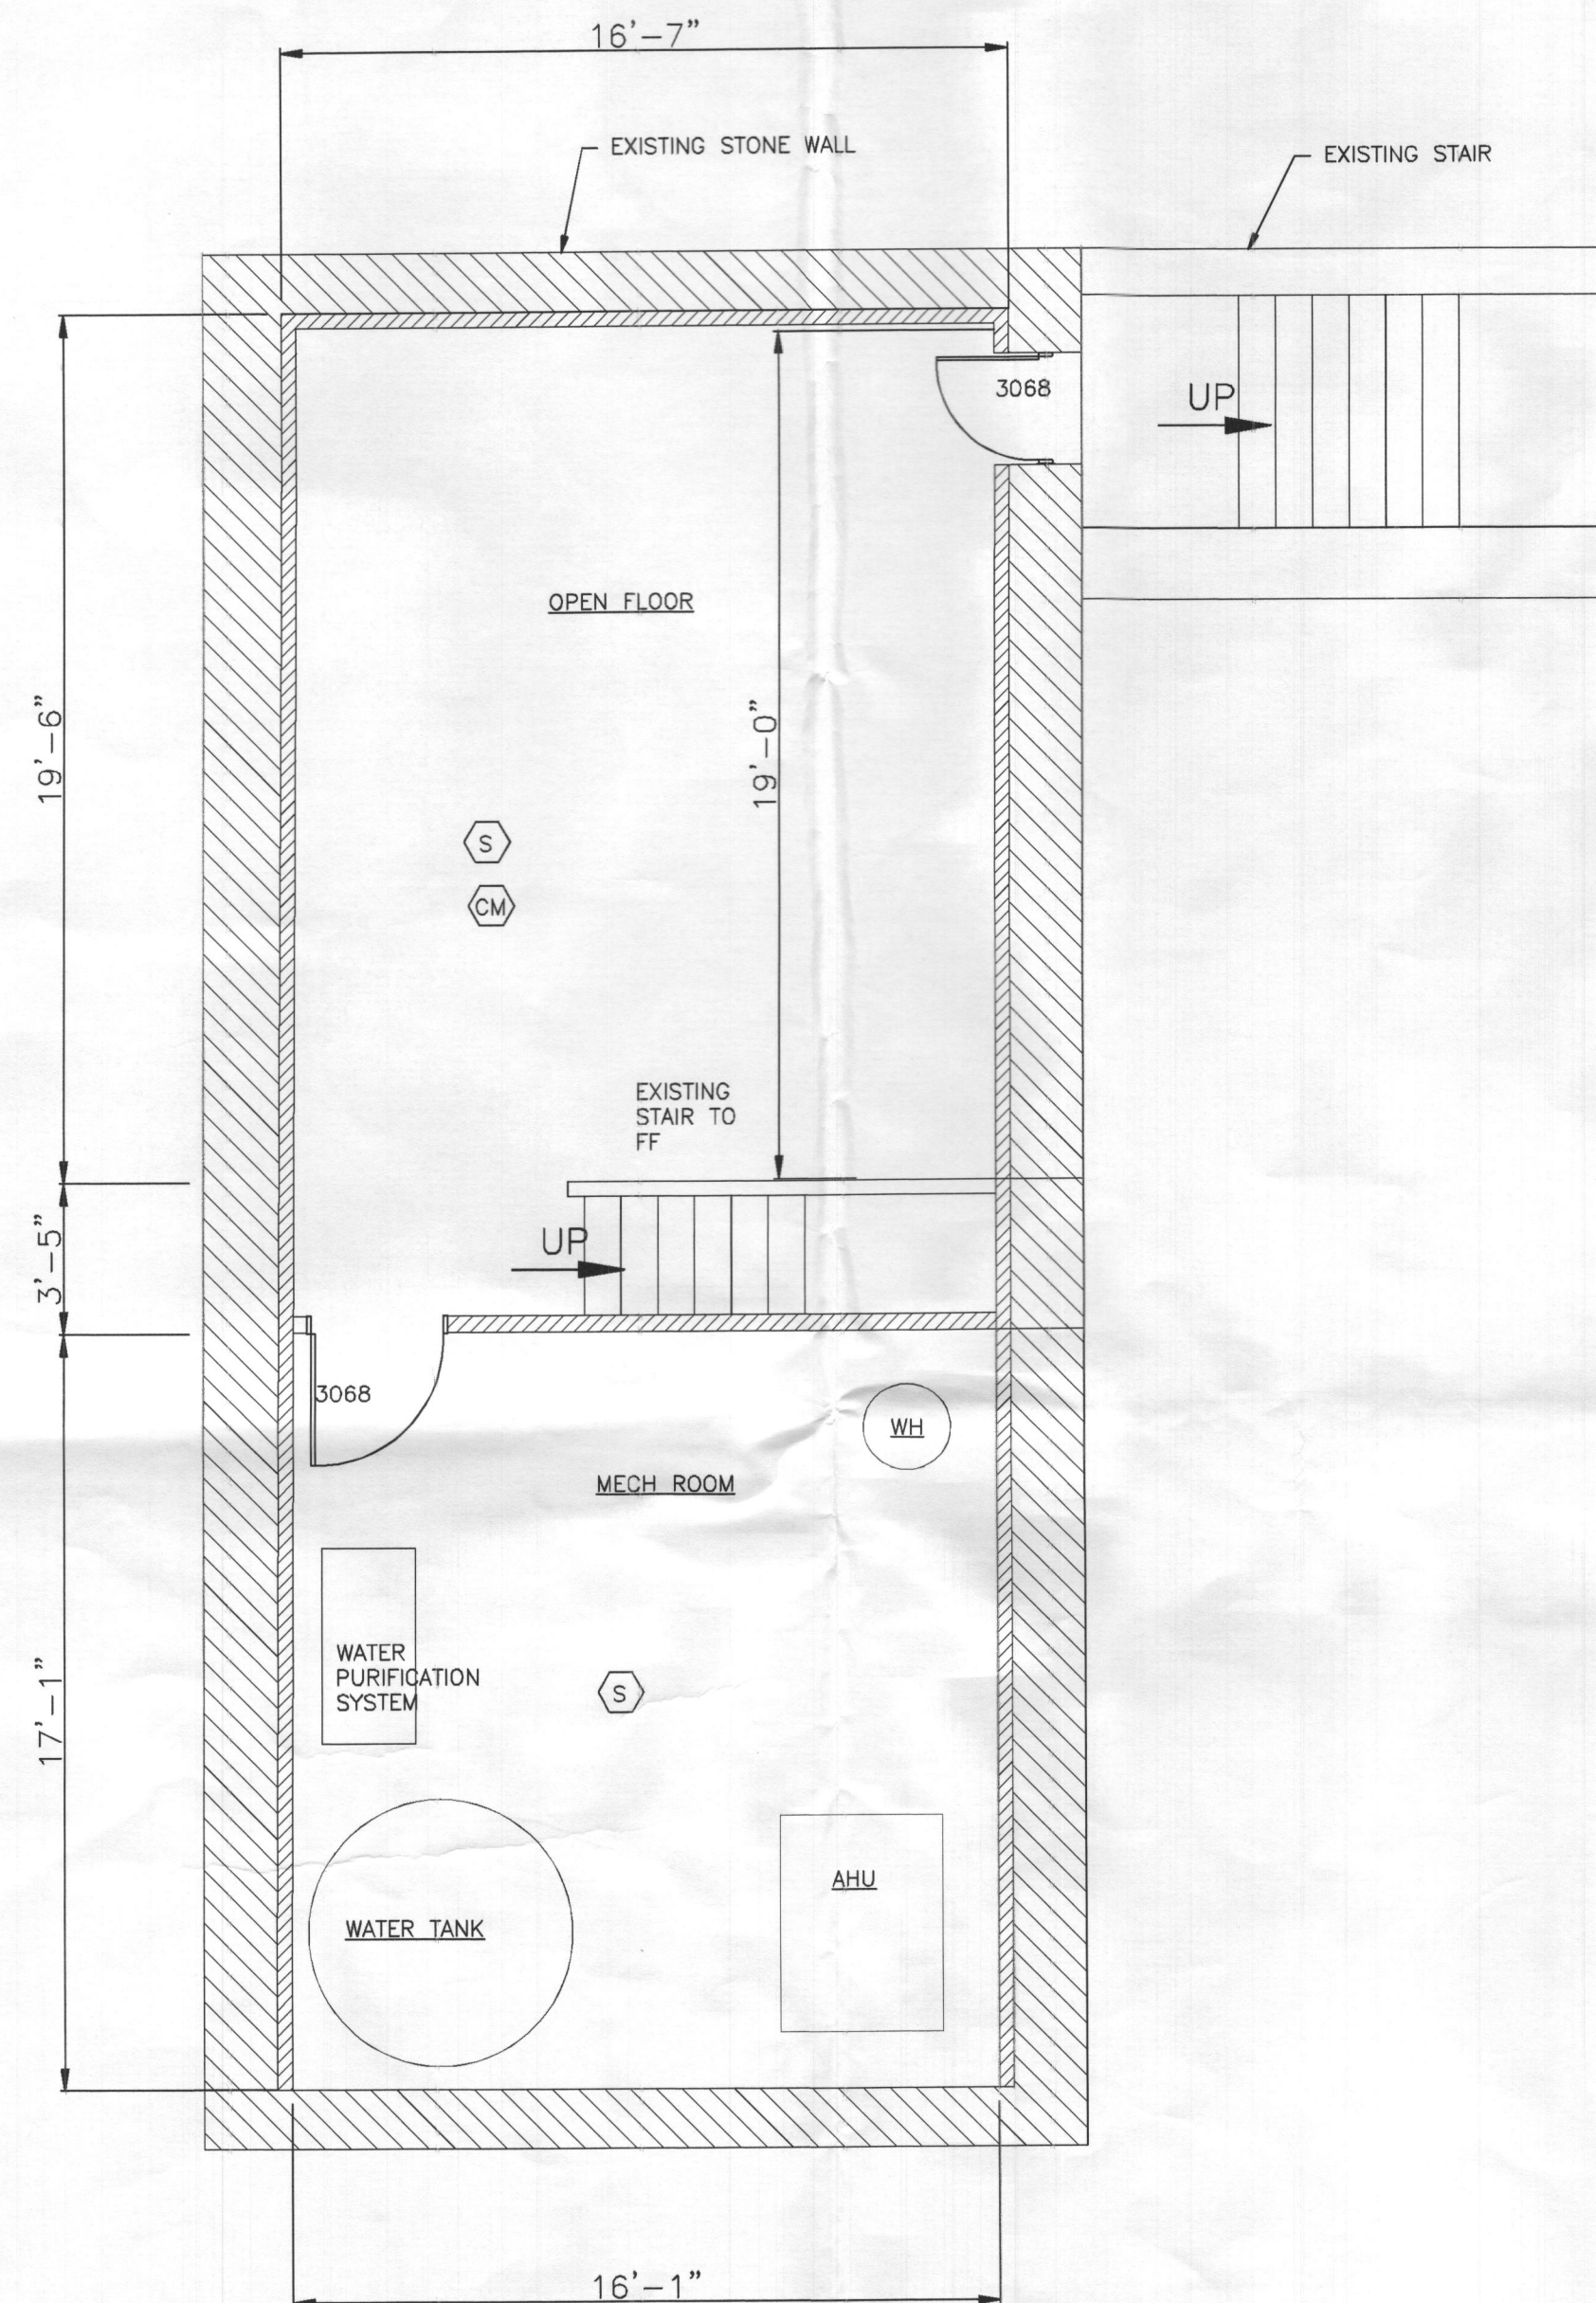 16'-7"
EXISTING STONE WALL
EXISTING STAIR
3068
UP
OPEN FLOOR
19'-6"
19'-0"
S
CM
EXISTING
STAIR TO
FF
3'-5"
UP
3068
WH
MECH ROOM
WATER
PURIFICATION
SYSTEM
S
17'-1"
AHU
WATER TANK
16'-1"